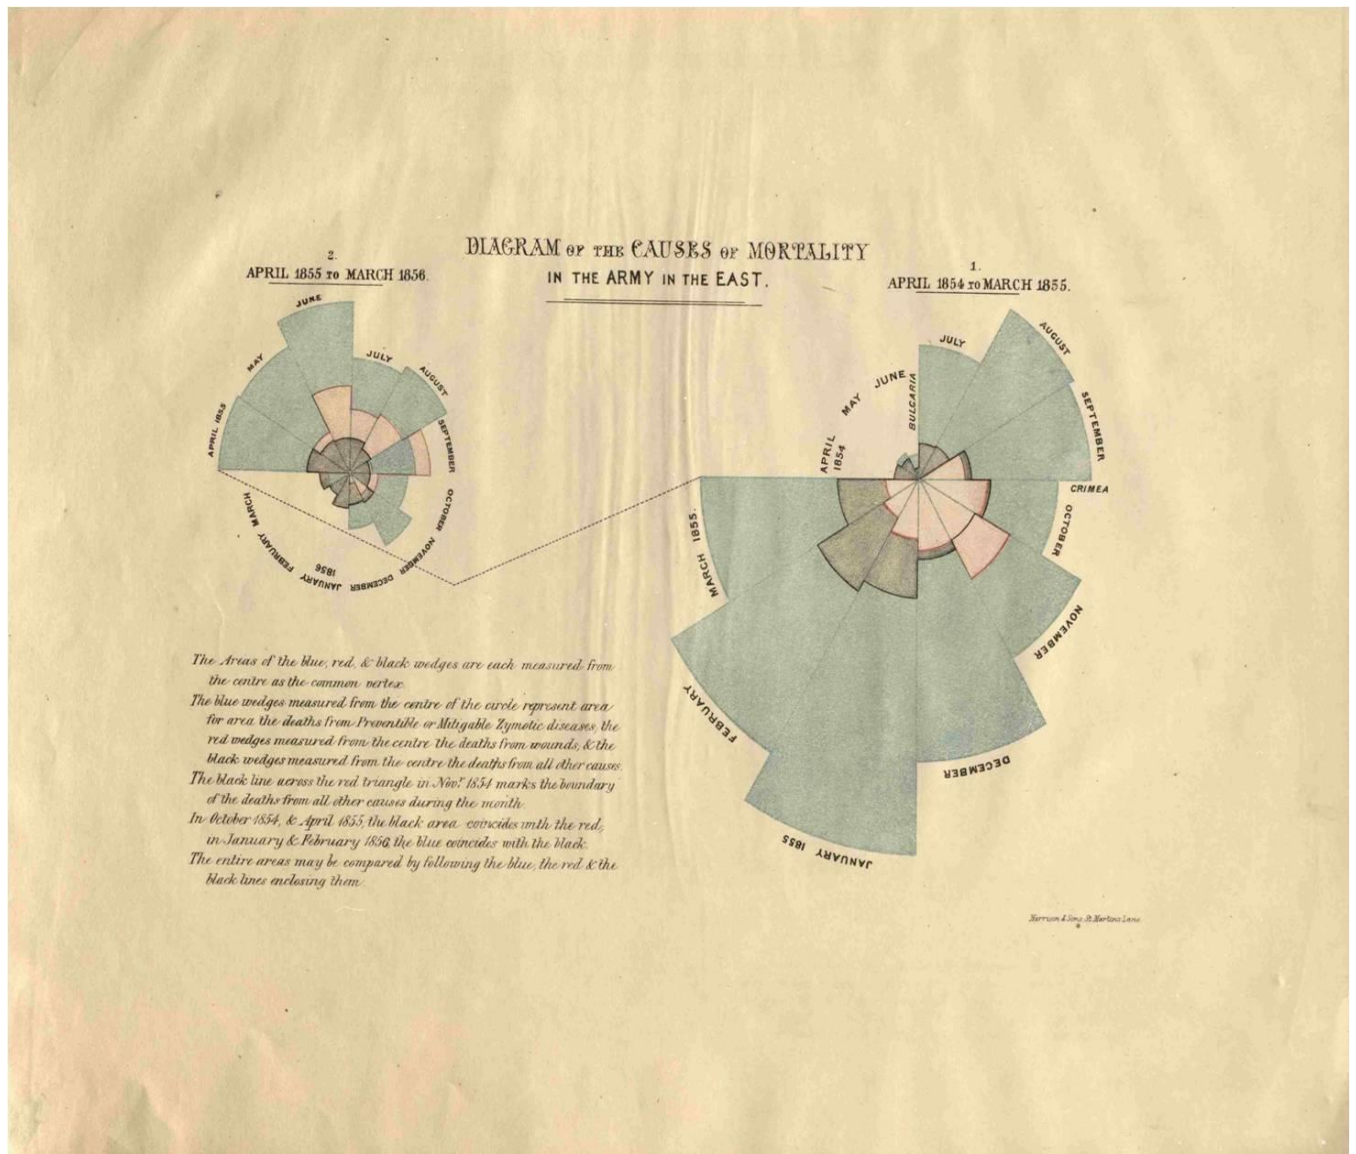 DIAGRAM OF THE CAUSES OF MORTALITY
IN THE ARMY IN THE EAST.
2.
APRIL 1855 TO MARCH 1856.
1.
APRIL 1854 TO MARCH 1855.
APRIL 1855
MAY
JUNE
JULY
AUGUST
SEPTEMBER
OCTOBER
NOVEMBER
DECEMBER
JANUARY 1856
FEBRUARY
MARCH
APRIL 1854
MAY
JUNE
BULGARIA
JULY
AUGUST
SEPTEMBER
CRIMEA
OCTOBER
NOVEMBER
DECEMBER
JANUARY 1855
FEBRUARY
MARCH 1855.
The Areas of the blue, red, & black wedges are each measured from
the centre as the common vertex.
The blue wedges measured from the centre of the circle represent area
for area the deaths from Preventible or Mitigable Zymotic diseases, the
red wedges measured from the centre the deaths from wounds, & the
black wedges measured from the centre the deaths from all other causes.
The black line across the red triangle in Novr. 1854 marks the boundary
of the deaths from all other causes during the month.
In October 1854, & April 1855, the black area coincides with the red,
in January & February 1856, the blue coincides with the black.
The entire areas may be compared by following the blue, the red & the
black lines enclosing them.
Harrison & Sons, St. Martins Lane.